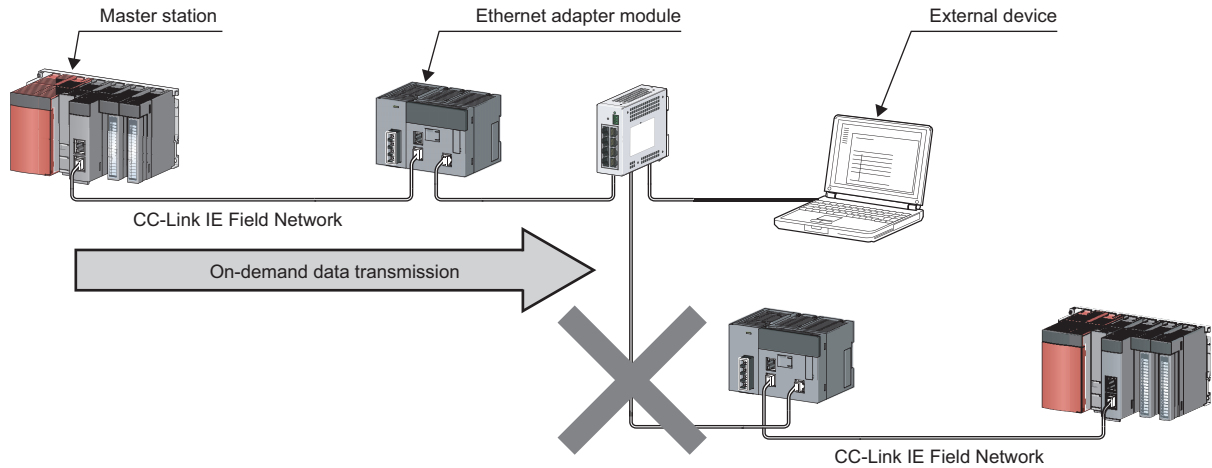 Master station
Ethernet adapter module
External device
CC-Link IE Field Network
On-demand data transmission
CC-Link IE Field Network